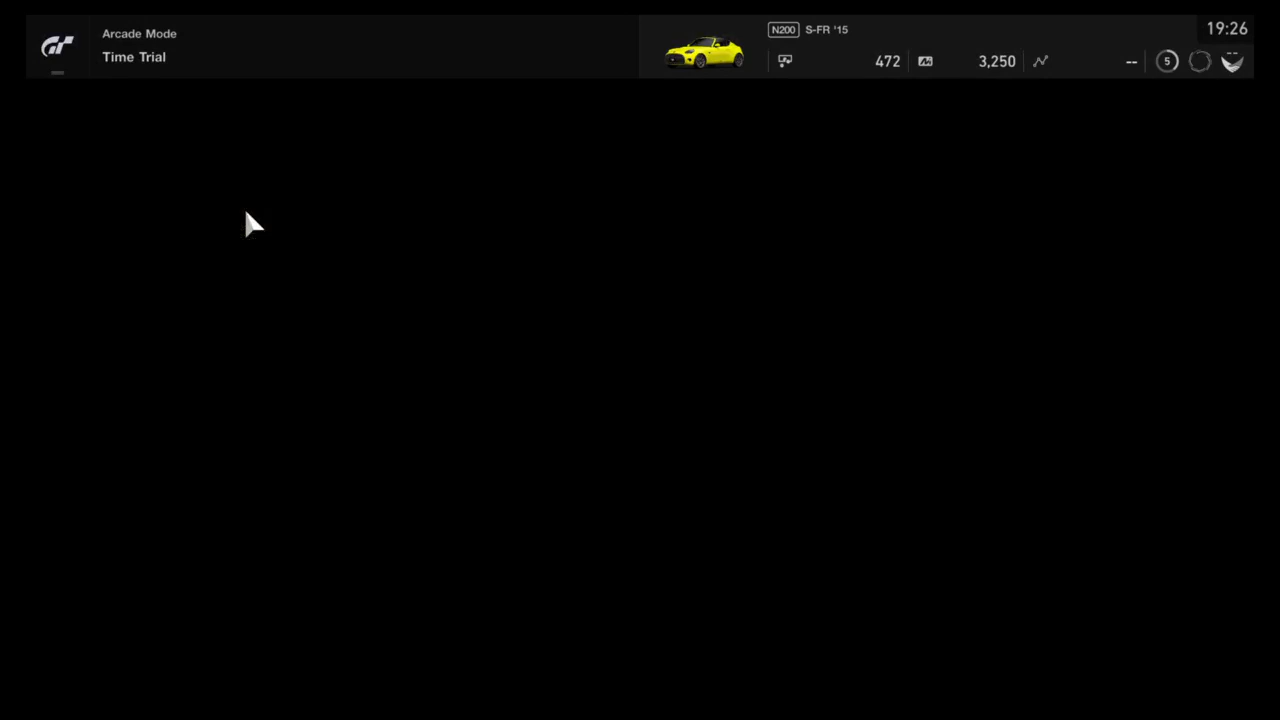 Arcade Mode
Time Trial
N200 S-FR '15
472 3,250 -- 5 --
19:26